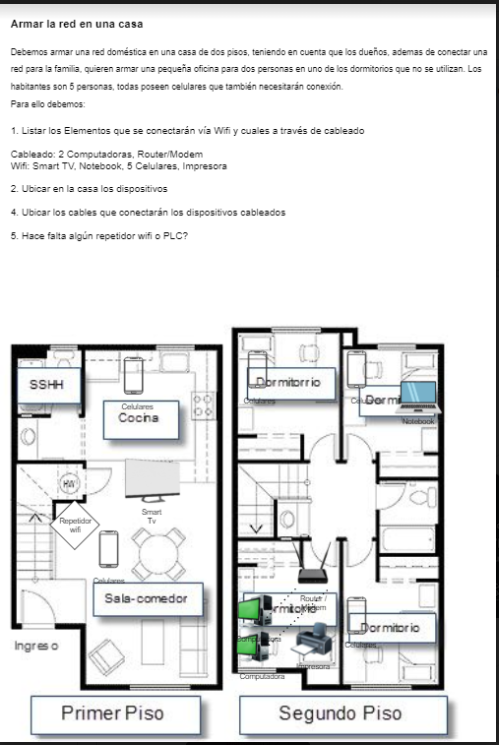 Armar la red en una casa
Debemos armar una red doméstica en una casa de dos pisos, teniendo en cuenta que los dueños, ademas de conectar una
red para la familia, quieren armar una pequeña oficina para dos personas en uno de los dormitorios que no se utilizan. Los
habitantes son 5 personas, todas poseen celulares que también necesitarán conexión.
Para ello debemos:
1. Listar los Elementos que se conectarán vía Wifi y cuales a través de cableado
Cableado: 2 Computadoras, Router/Modem
Wifi: Smart TV, Notebook, 5 Celulares, Impresora
2. Ubicar en la casa los dispositivos
4. Ubicar los cables que conectarán los dispositivos cableados
5. Hace falta algún repetidor wifi o PLC?
SSHH
Celulares
Cocina
HW
Repetidor
wifi
Smart
Tv
Celulares
Sala-comedor
Ingreso
Primer Piso
Dormitorrio
Celulares
Dormi
Notebook
Router /
Modem
rmitorio
Impresora
Computadora
Dormitorio
Celulares
Segundo Piso